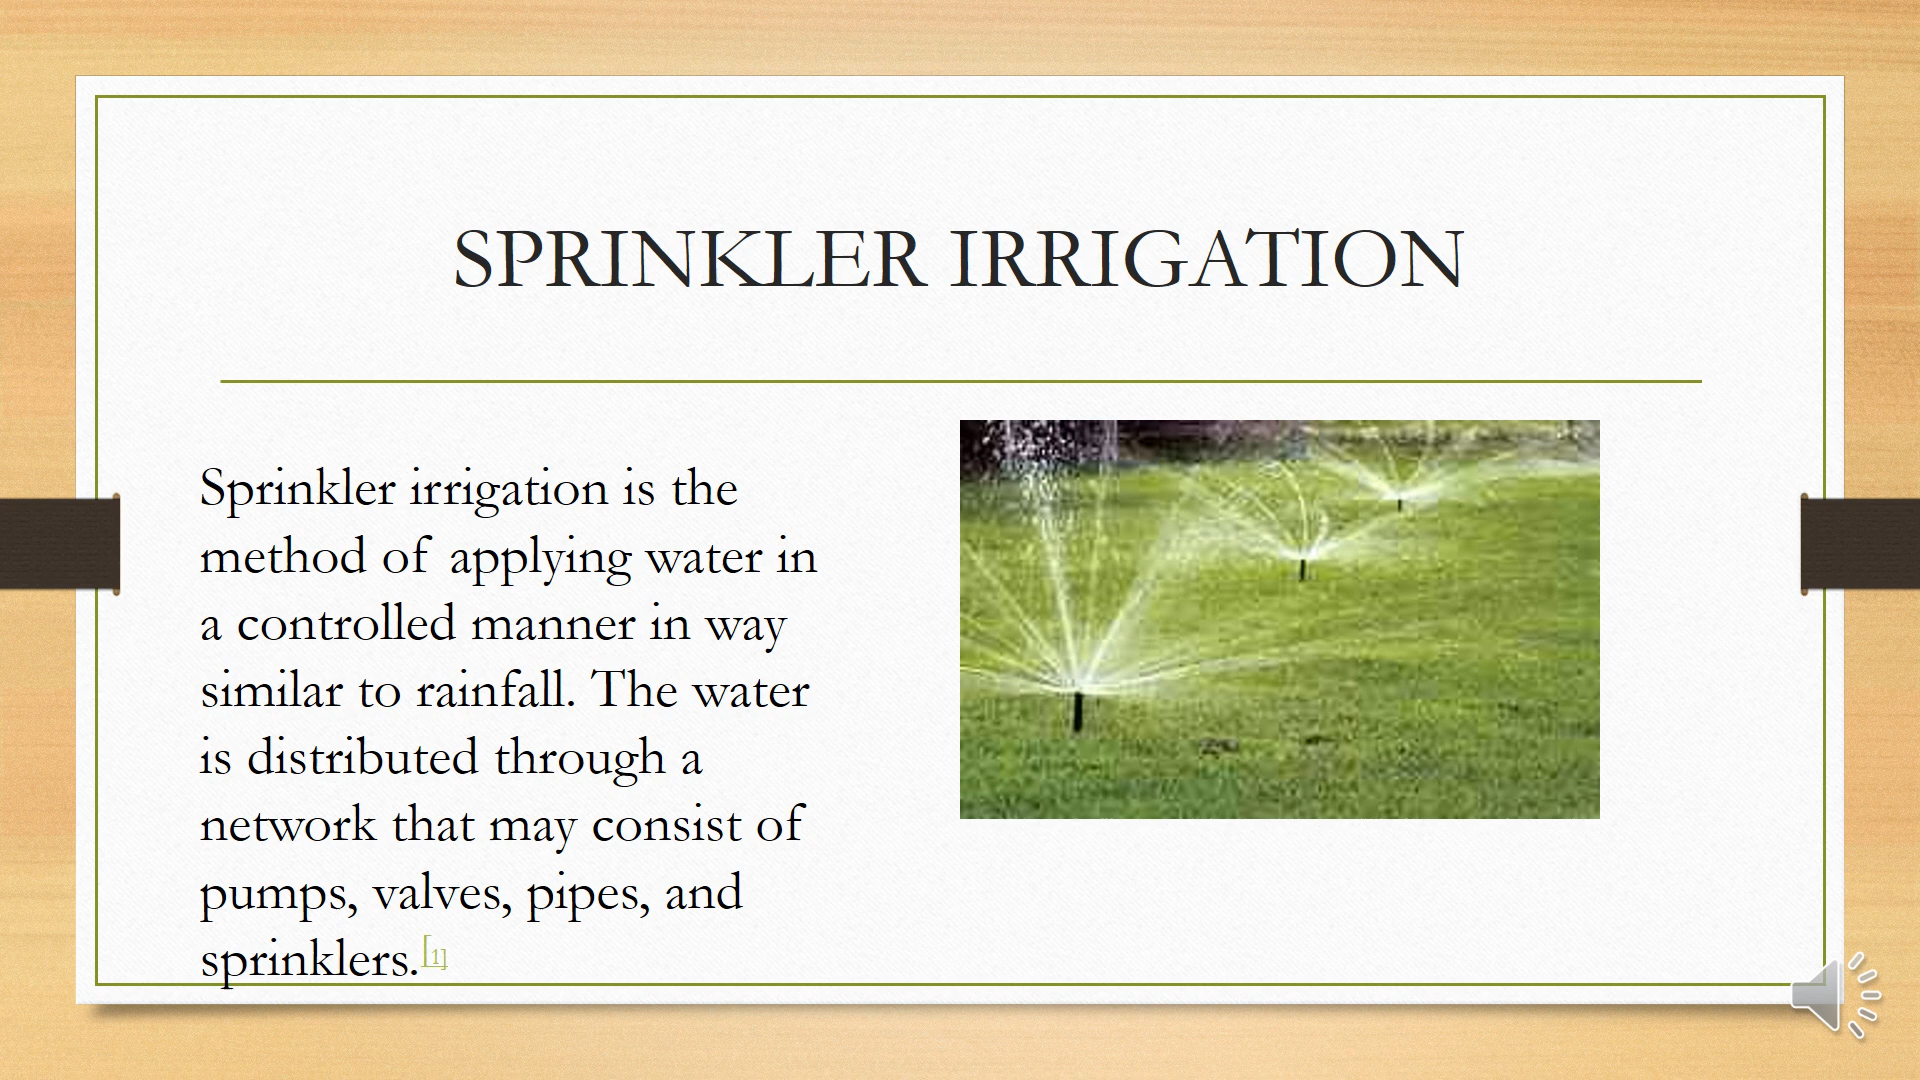 SPRINKLER IRRIGATION
Sprinkler irrigation is the
method of applying water in
a controlled manner in way
similar to rainfall. The water
is distributed through a
network that may consist of
pumps, valves, pipes, and
sprinklers.[1]